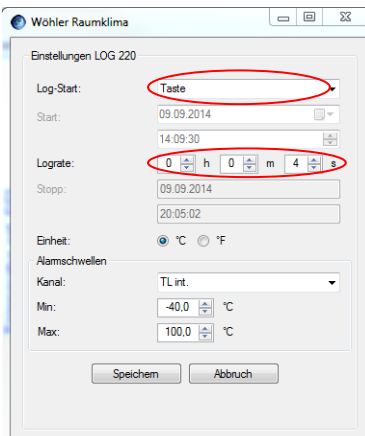 Wöhler Raumklima
Einstellungen LOG 220
Log-Start: Taste
Start: 09.09.2014
14:09:30
Lograte: 0 h 0 m 4 s
Stopp: 09.09.2014
20:05:02
Einheit: °C °F
Alarmschwellen
Kanal: TL int.
Min: -40,0 °C
Max: 100,0 °C
Speichern Abbruch